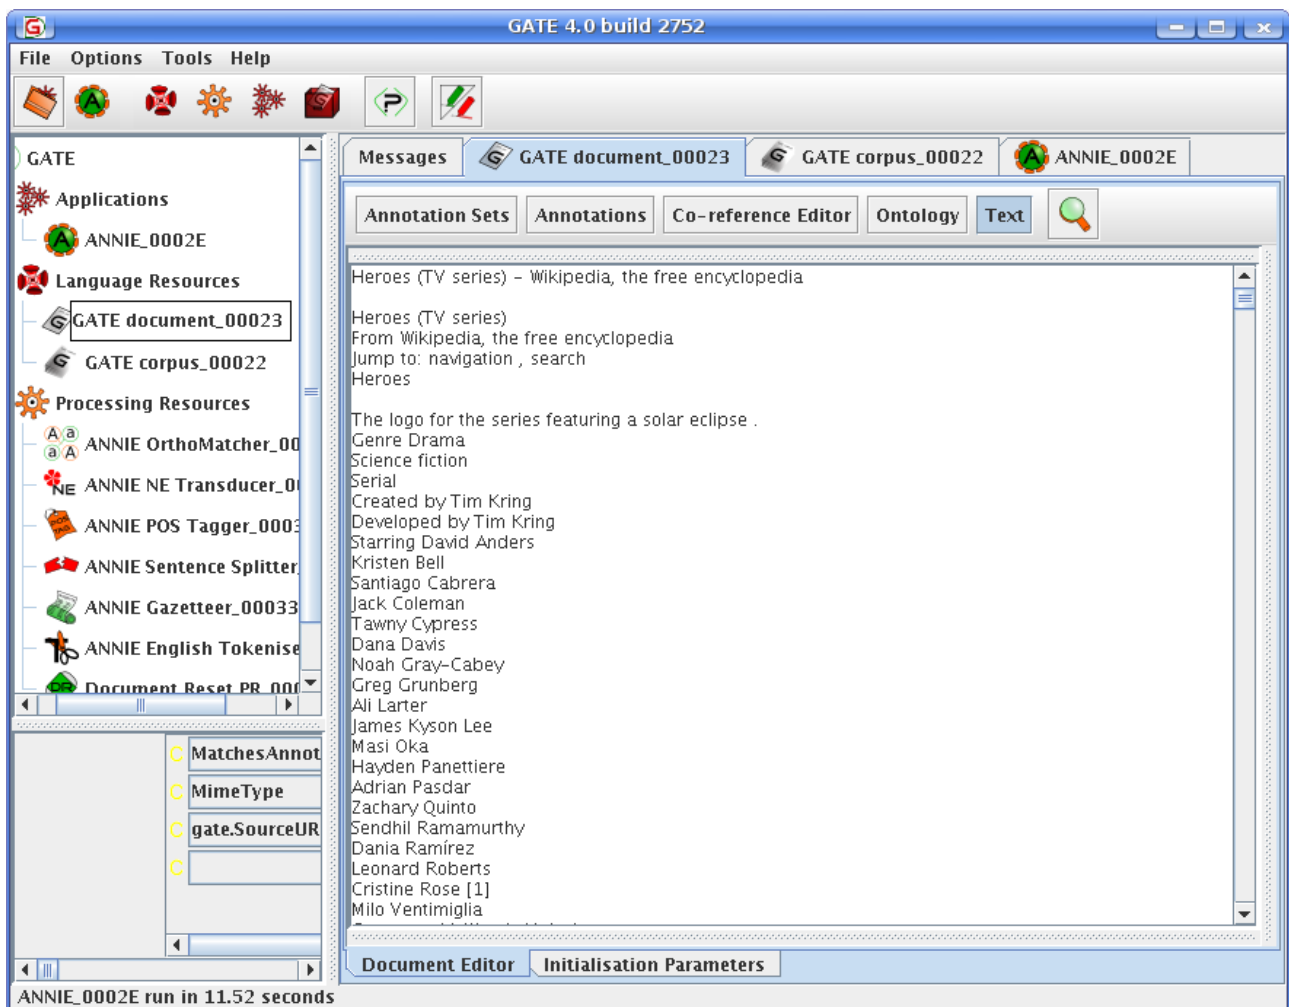 GATE 4.0 build 2752
File Options Tools Help
GATE
Applications
ANNIE_0002E
Language Resources
GATE document_00023
GATE corpus_00022
Processing Resources
ANNIE OrthoMatcher_00
ANNIE NE Transducer_0
ANNIE POS Tagger_000
ANNIE Sentence Splitter
ANNIE Gazetteer_00033
ANNIE English Tokenise
Document Reset PR_00
MatchesAnnot
MimeType
gate.SourceUR
Messages GATE document_00023 GATE corpus_00022 ANNIE_0002E
Annotation Sets Annotations Co-reference Editor Ontology Text
Heroes (TV series) - Wikipedia, the free encyclopedia
Heroes (TV series)
From Wikipedia, the free encyclopedia
Jump to: navigation , search
Heroes
The logo for the series featuring a solar eclipse .
Genre Drama
Science fiction
Serial
Created by Tim Kring
Developed by Tim Kring
Starring David Anders
Kristen Bell
Santiago Cabrera
Jack Coleman
Tawny Cypress
Dana Davis
Noah Gray-Cabey
Greg Grunberg
Ali Larter
James Kyson Lee
Masi Oka
Hayden Panettiere
Adrian Pasdar
Zachary Quinto
Sendhil Ramamurthy
Dania Ramírez
Leonard Roberts
Cristine Rose [1]
Milo Ventimiglia
Document Editor Initialisation Parameters
ANNIE_0002E run in 11.52 seconds